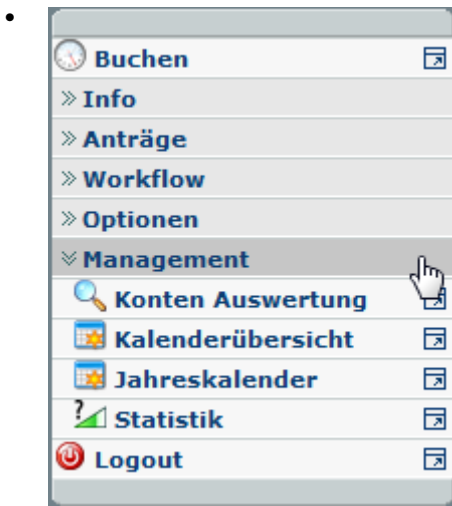 Buchen
» Info
» Anträge
» Workflow
» Optionen
Management
Konten Auswertung
Kalenderübersicht
Jahreskalender
? Statistik
Logout